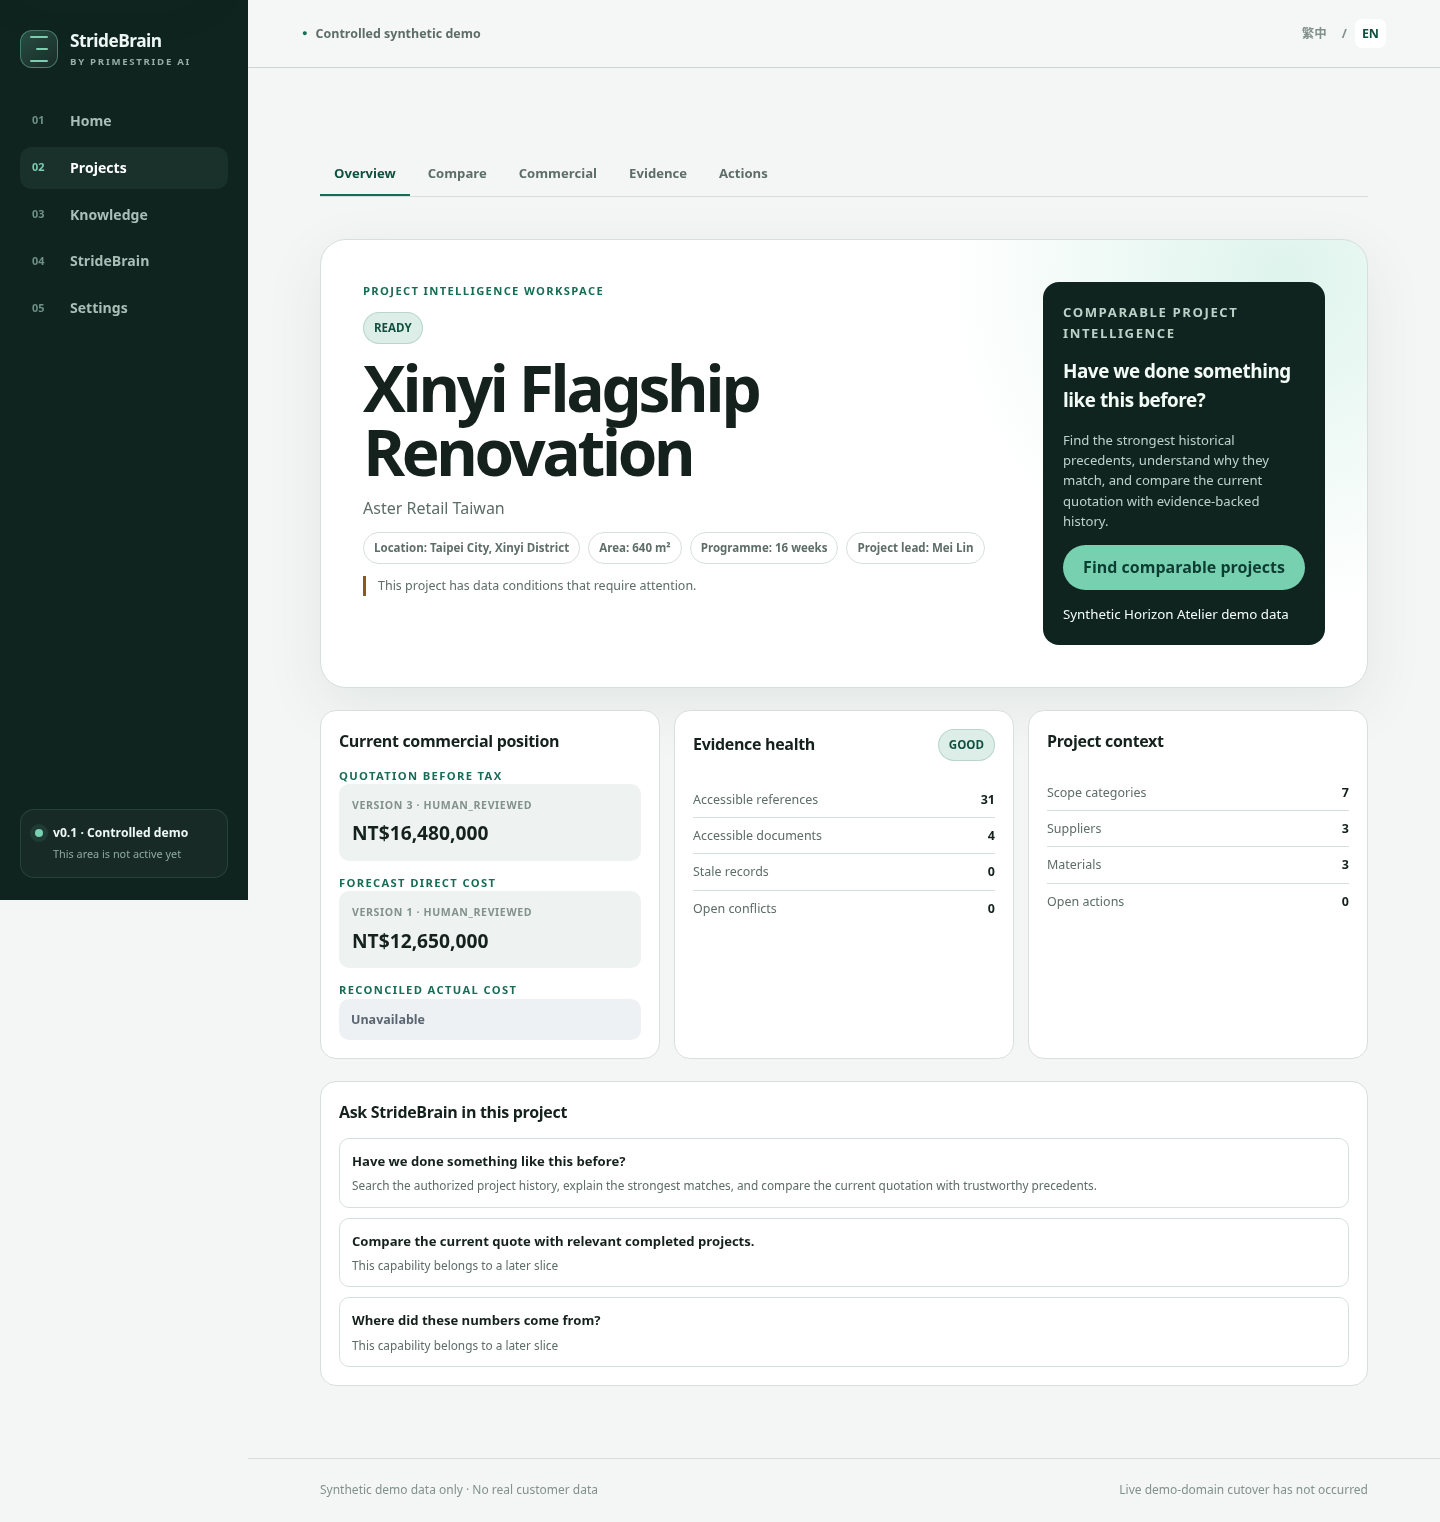 StrideBrain
BY PRIMESTRIDE AI
01 Home
02 Projects
03 Knowledge
04 StrideBrain
05 Settings
v0.1 · Controlled demo
This area is not active yet
• Controlled synthetic demo
繁中 / EN
Overview Compare Commercial Evidence Actions
PROJECT INTELLIGENCE WORKSPACE
READY
Xinyi Flagship
Renovation
Aster Retail Taiwan
Location: Taipei City, Xinyi District Area: 640 m² Programme: 16 weeks Project lead: Mei Lin
This project has data conditions that require attention.
COMPARABLE PROJECT
INTELLIGENCE
Have we done something
like this before?
Find the strongest historical
precedents, understand why they
match, and compare the current
quotation with evidence-backed
history.
Find comparable projects
Synthetic Horizon Atelier demo data
Current commercial position
QUOTATION BEFORE TAX
VERSION 3 · HUMAN_REVIEWED
NT$16,480,000
FORECAST DIRECT COST
VERSION 1 · HUMAN_REVIEWED
NT$12,650,000
RECONCILED ACTUAL COST
Unavailable
Evidence health GOOD
Accessible references 31
Accessible documents 4
Stale records 0
Open conflicts 0
Project context
Scope categories 7
Suppliers 3
Materials 3
Open actions 0
Ask StrideBrain in this project
Have we done something like this before?
Search the authorized project history, explain the strongest matches, and compare the current quotation with trustworthy precedents.
Compare the current quote with relevant completed projects.
This capability belongs to a later slice
Where did these numbers come from?
This capability belongs to a later slice
Synthetic demo data only · No real customer data
Live demo-domain cutover has not occurred